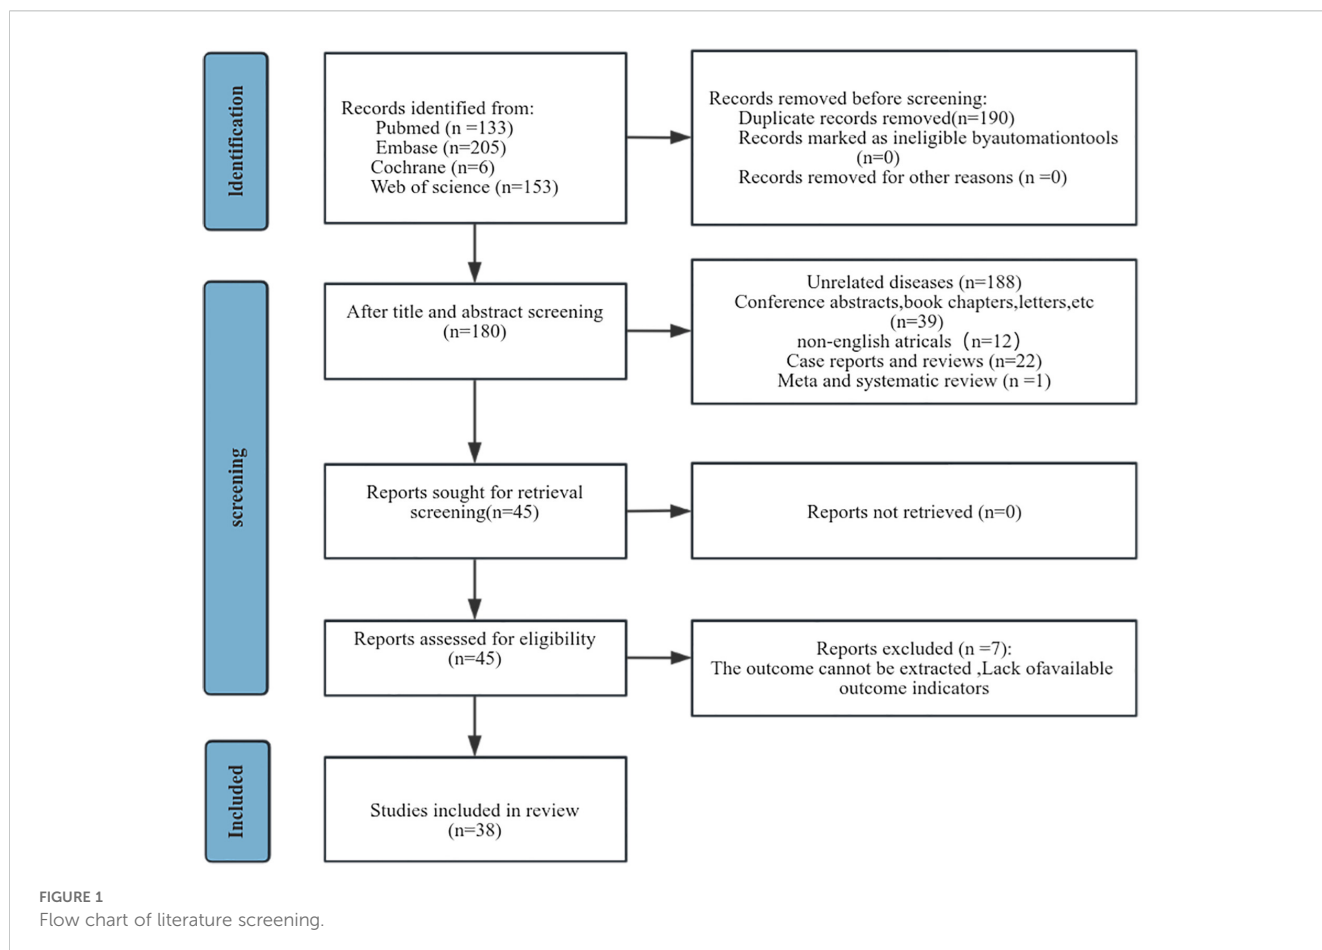 Identification
Records identified from:
Pubmed (n =133)
Embase (n=205)
Cochrane (n=6)
Web of science (n=153)
Records removed before screening:
Duplicate records removed(n=190)
Records marked as ineligible byautomationtools
(n=0)
Records removed for other reasons (n =0)
screening
After title and abstract screening
(n=180)
Unrelated diseases (n=188)
Conference abstracts,book chapters,letters,etc
(n=39)
non-english atricals（n=12)
Case reports and reviews (n=22)
Meta and systematic review (n =1)
Reports sought for retrieval
screening(n=45)
Reports not retrieved (n=0)
Reports assessed for eligibility
(n=45)
Reports excluded (n =7):
The outcome cannot be extracted ,Lack ofavailable
outcome indicators
Included
Studies included in review
(n=38)
FIGURE 1
Flow chart of literature screening.